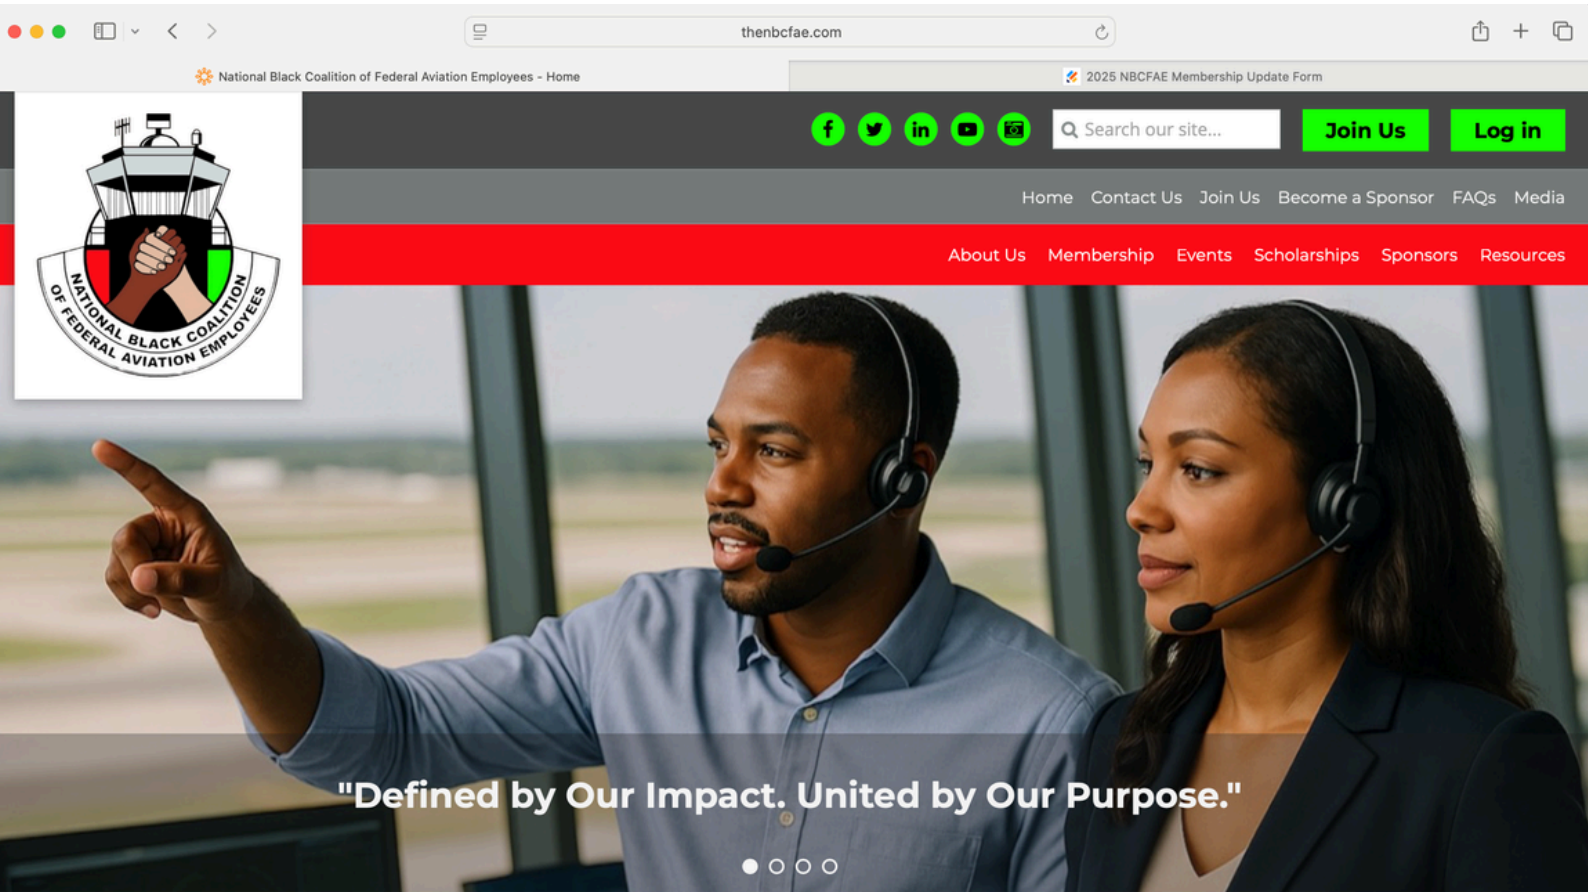 thenbcfae.com
National Black Coalition of Federal Aviation Employees - Home
2025 NBCFAE Membership Update Form
Search our site...
Join Us
Log in
Home Contact Us Join Us Become a Sponsor FAQs Media
About Us Membership Events Scholarships Sponsors Resources
NATIONAL BLACK COALITION
OF FEDERAL AVIATION EMPLOYEES
"Defined by Our Impact. United by Our Purpose."